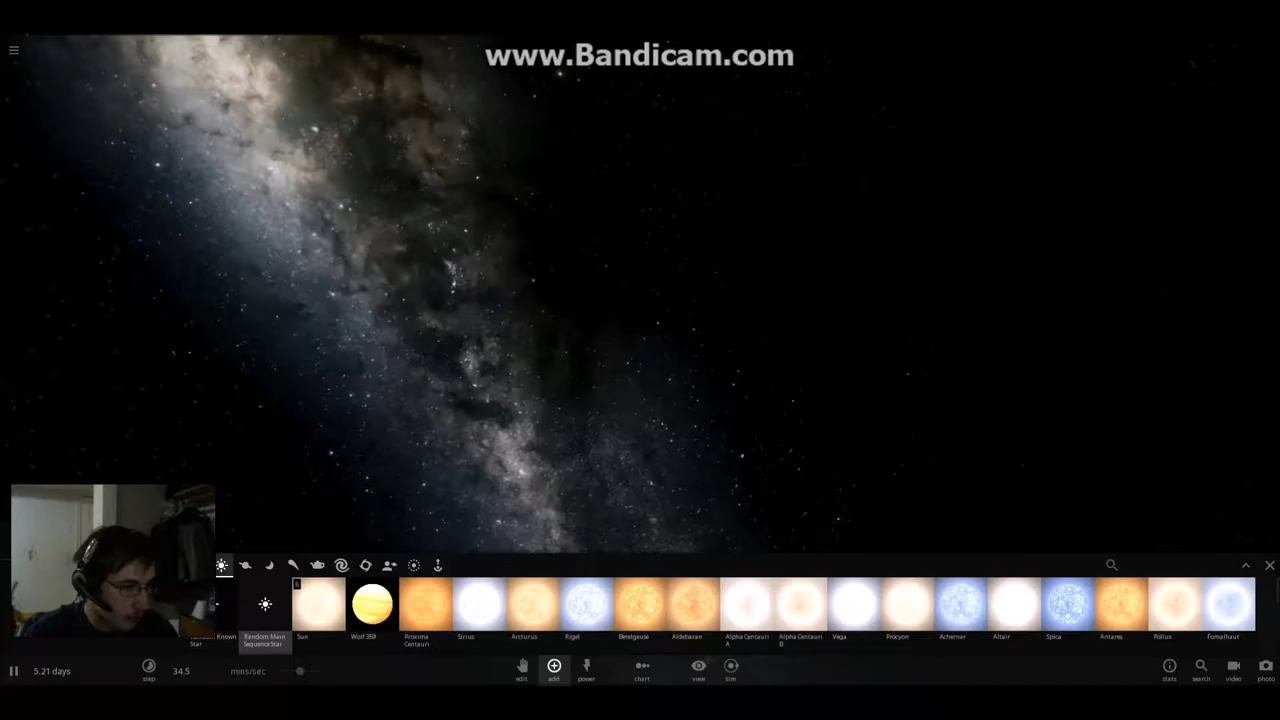 www.Bandicam.com
Known
Star
Random Main
Sequence Star
Sun
Wolf 359
Proxima
Centauri
Sirius
Arcturus
Rigel
Betelgeuse
Aldebaran
Alpha Centauri
A
Alpha Centauri
B
Vega
Procyon
Achernar
Altair
Spica
Antares
Pollux
Fomalhaut
5.21 days
step
34.5
mins/sec
edit
add
power
chart
view
sim
stats
search
video
photo